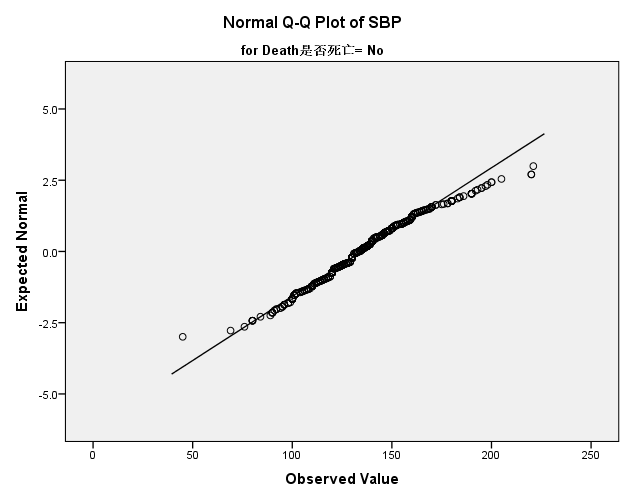 Normal Q-Q Plot of SBP
for Death是否死亡= No
Expected Normal
5.0
2.5
0.0
-2.5
-5.0
0
50
100
150
200
250
Observed Value